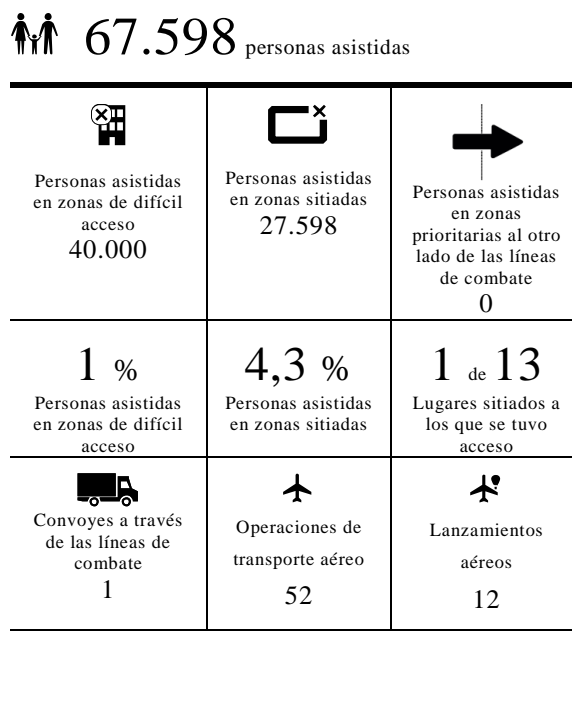 67.598 personas asistidas
Personas asistidas
en zonas de difícil
acceso
40.000
Personas asistidas
en zonas sitiadas
27.598
Personas asistidas
en zonas
prioritarias al otro
lado de las líneas
de combate
0
1 %
Personas asistidas
en zonas de difícil
acceso
4,3 %
Personas asistidas
en zonas sitiadas
1 de 13
Lugares sitiados a
los que se tuvo
acceso
Convoyes a través
de las líneas de
combate
1
Operaciones de
transporte aéreo
52
Lanzamientos
aéreos
12